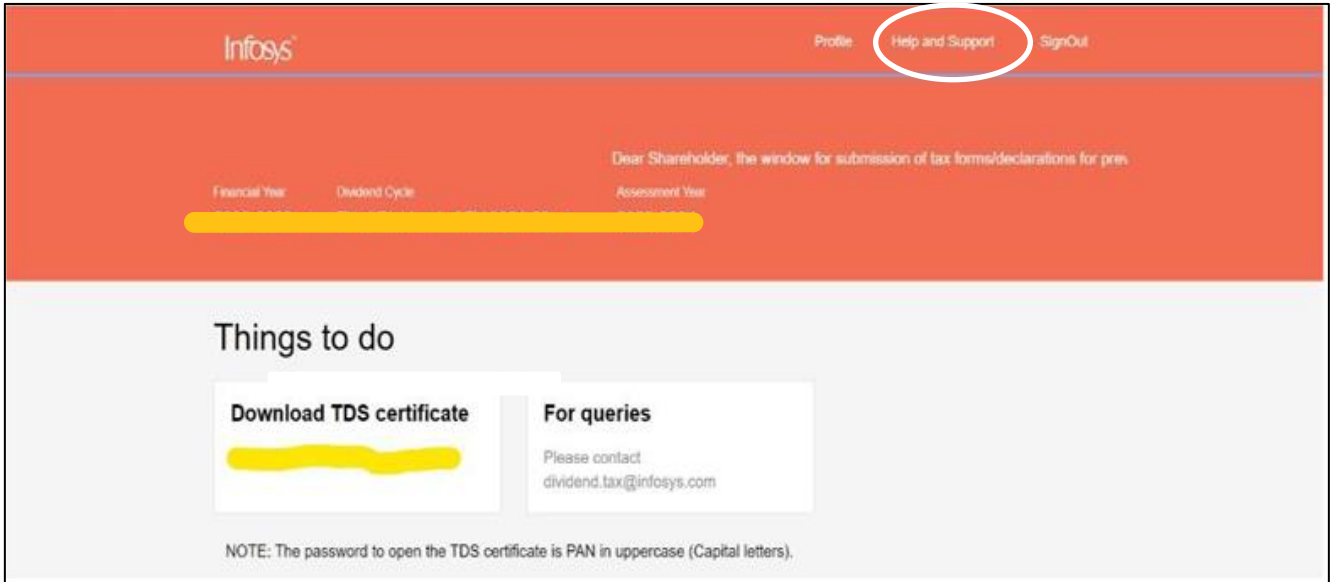 Infosys
Profile Help and Support SignOut
Dear Shareholder, the window for submission of tax forms/declarations for prev
Financial Year Dividend Cycle Assessment Year
Things to do
Download TDS certificate For queries
Please contact
dividend.tax@infosys.com
NOTE: The password to open the TDS certificate is PAN in uppercase (Capital letters).